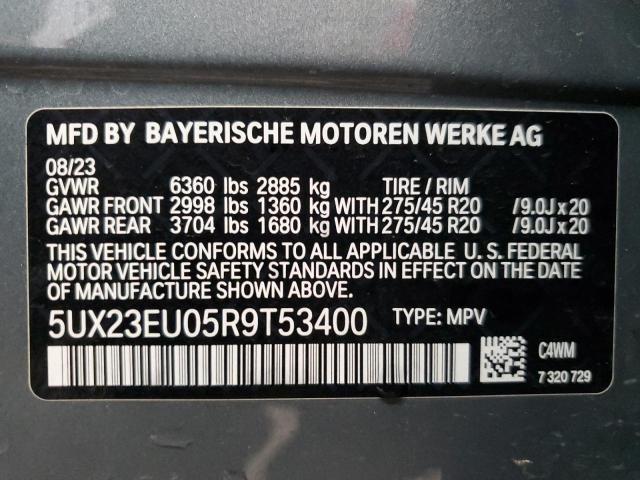 MFD BY BAYERISCHE MOTOREN WERKE AG
08/23
GVWR 6360 lbs 2885 kg TIRE / RIM
GAWR FRONT 2998 lbs 1360 kg WITH 275/45 R20 /9.0J x 20
GAWR REAR 3704 lbs 1680 kg WITH 275/45 R20 /9.0J x 20
THIS VEHICLE CONFORMS TO ALL APPLICABLE U. S. FEDERAL
MOTOR VEHICLE SAFETY STANDARDS IN EFFECT ON THE DATE
OF MANUFACTURE SHOWN ABOVE.
5UX23EU05R9T53400 TYPE: MPV
C4WM
7 320 729